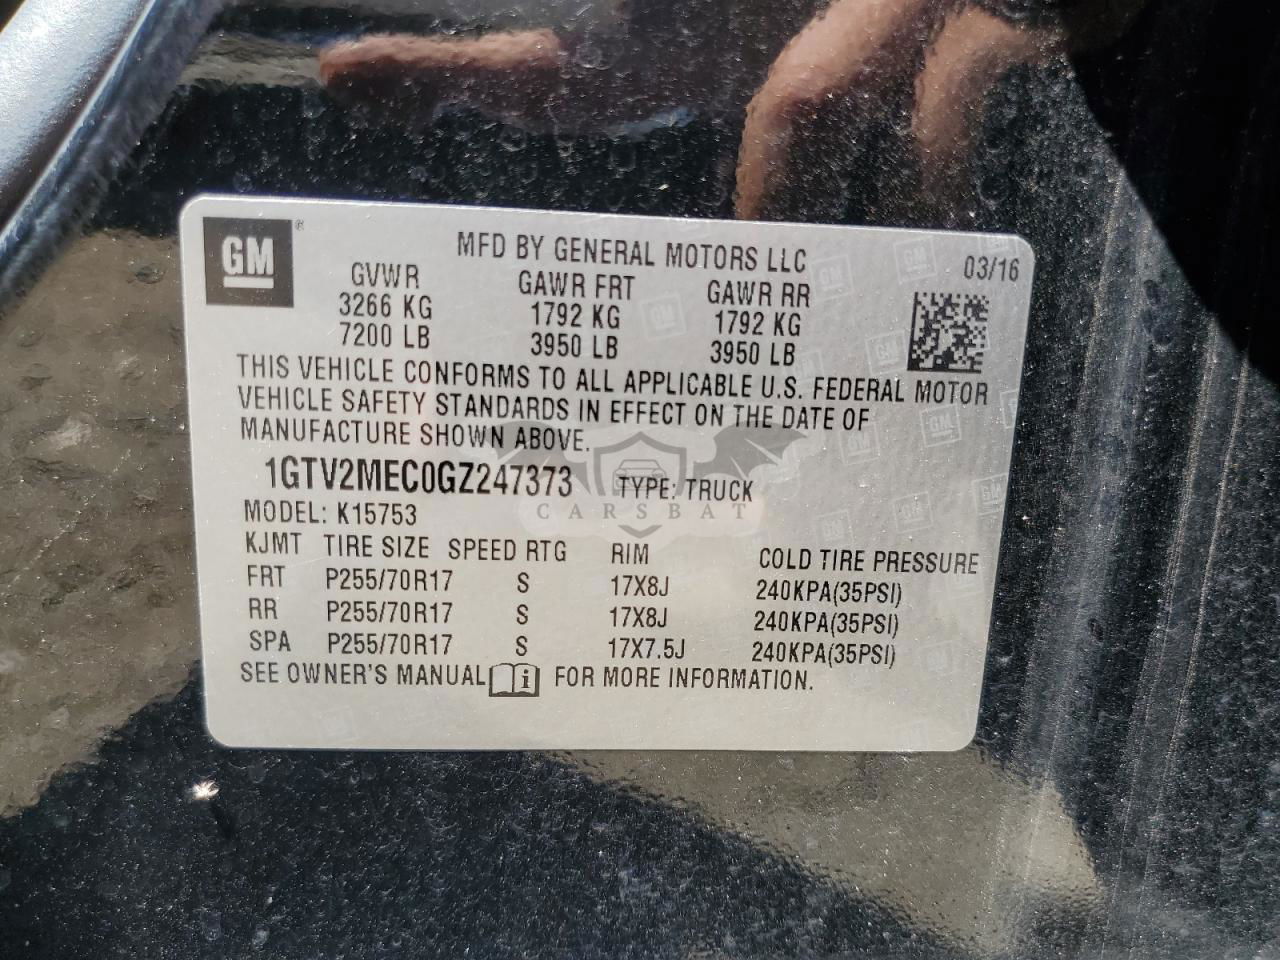 GM ®
MFD BY GENERAL MOTORS LLC
03/16
GVWR GAWR FRT GAWR RR
3266 KG 1792 KG 1792 KG
7200 LB 3950 LB 3950 LB
THIS VEHICLE CONFORMS TO ALL APPLICABLE U.S. FEDERAL MOTOR
VEHICLE SAFETY STANDARDS IN EFFECT ON THE DATE OF
MANUFACTURE SHOWN ABOVE.
1GTV2MEC0GZ247373 TYPE: TRUCK
CARSBAT
MODEL: K15753
KJMT TIRE SIZE SPEED RTG RIM COLD TIRE PRESSURE
FRT P255/70R17 S 17X8J 240KPA(35PSI)
RR P255/70R17 S 17X8J 240KPA(35PSI)
SPA P255/70R17 S 17X7.5J 240KPA(35PSI)
SEE OWNER'S MANUAL i FOR MORE INFORMATION.